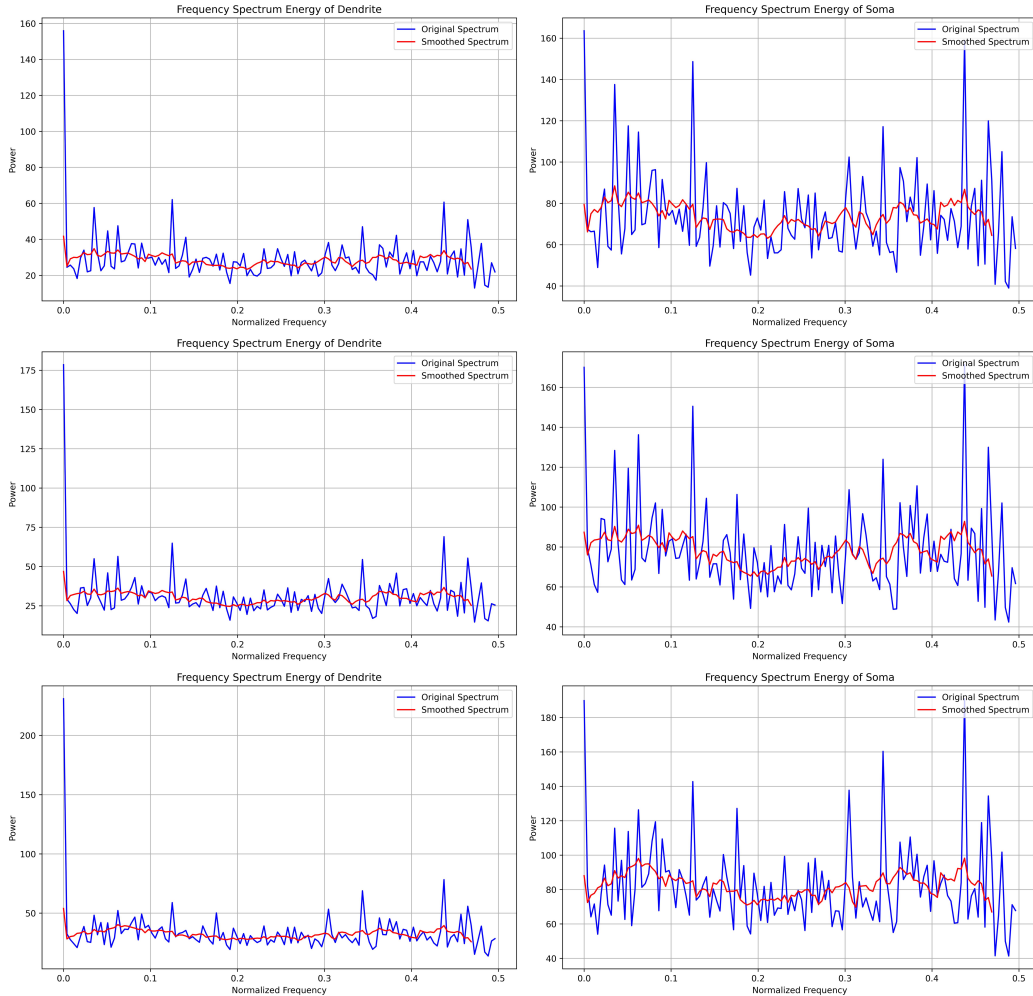 Frequency Spectrum Energy of Dendrite
160
140
120
100
80
60
40
20
Power
Original Spectrum
Smoothed Spectrum
0.0 0.1 0.2 0.3 0.4 0.5
Normalized Frequency
Frequency Spectrum Energy of Soma
160
140
120
100
80
60
40
Power
Original Spectrum
Smoothed Spectrum
0.0 0.1 0.2 0.3 0.4 0.5
Normalized Frequency
Frequency Spectrum Energy of Dendrite
175
150
125
100
75
50
25
Power
Original Spectrum
Smoothed Spectrum
0.0 0.1 0.2 0.3 0.4 0.5
Normalized Frequency
Frequency Spectrum Energy of Soma
160
140
120
100
80
60
40
Power
Original Spectrum
Smoothed Spectrum
0.0 0.1 0.2 0.3 0.4 0.5
Normalized Frequency
Frequency Spectrum Energy of Dendrite
200
150
100
50
Power
Original Spectrum
Smoothed Spectrum
0.0 0.1 0.2 0.3 0.4 0.5
Normalized Frequency
Frequency Spectrum Energy of Soma
180
160
140
120
100
80
60
40
Power
Original Spectrum
Smoothed Spectrum
0.0 0.1 0.2 0.3 0.4 0.5
Normalized Frequency